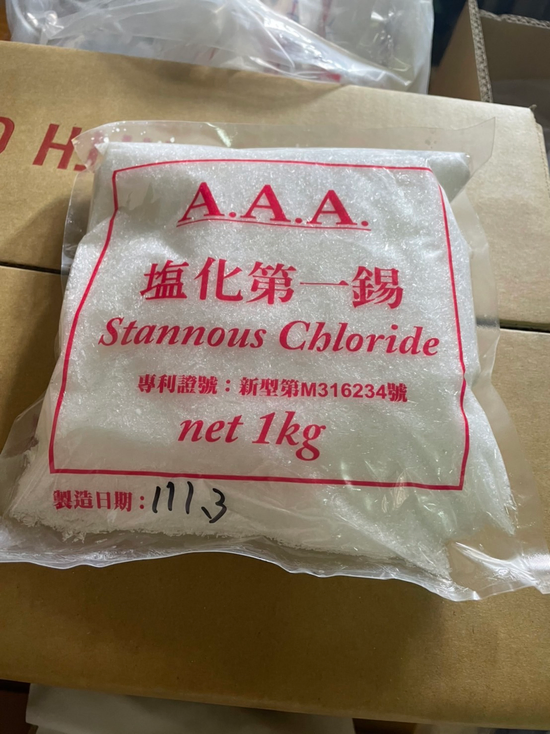 A.A.A.
塩化第一錫
Stannous Chloride
專利證號：新型第M316234號
net 1kg
製造日期：111.3